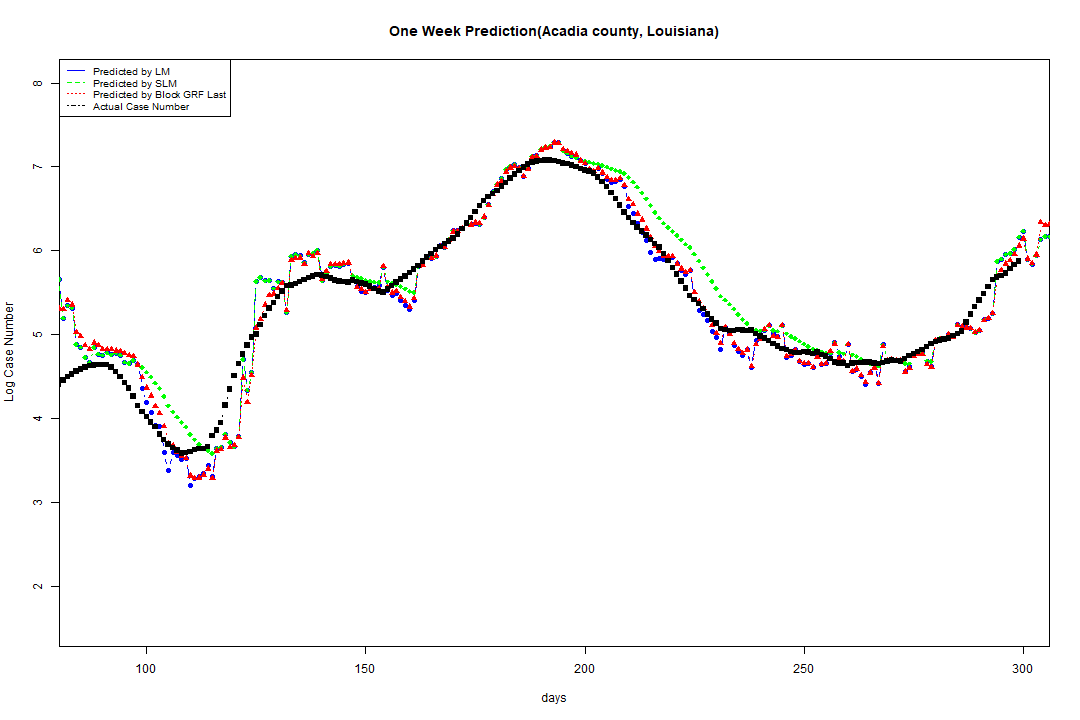 One Week Prediction(Acadia county, Louisiana)
Predicted by LM
Predicted by SLM
Predicted by Block GRF Last
Actual Case Number
8
7
6
5
4
3
2
Log Case Number
100 150 200 250 300
days